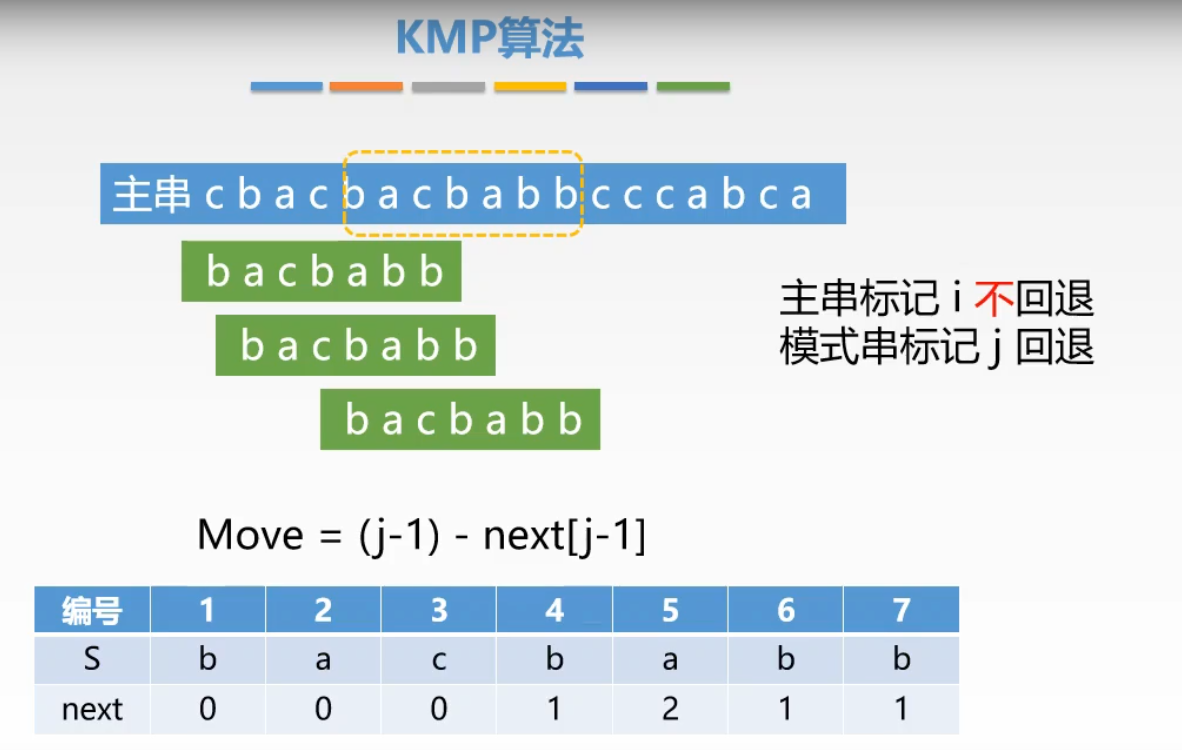 KMP算法
主串 c b a c b a c b a b b c c c a b c a
b a c b a b b
b a c b a b b
b a c b a b b
主串标记 i 不回退
模式串标记 j 回退
Move = (j-1) - next[j-1]
编号 1 2 3 4 5 6 7
S b a c b a b b
next 0 0 0 1 2 1 1